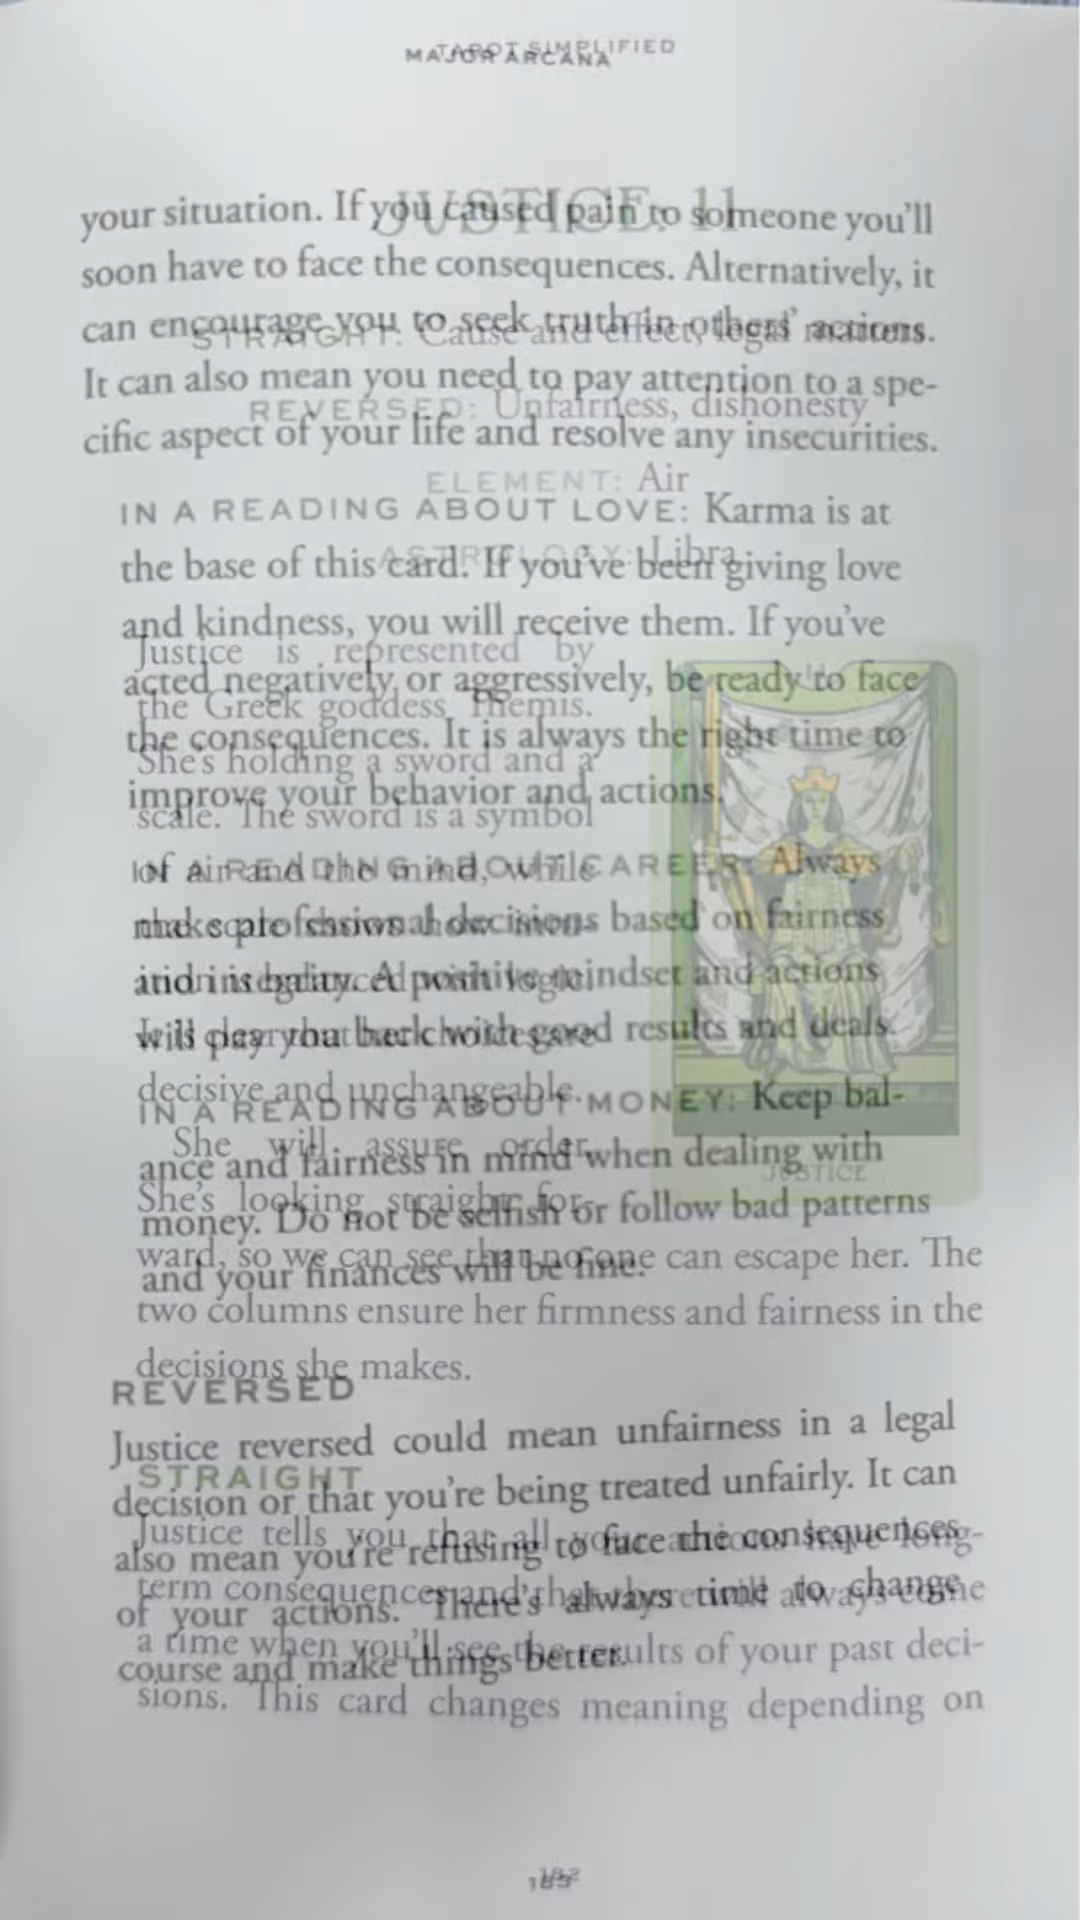 TAROT SIMPLIFIED
JUSTICE: 11
STRAIGHT: Cause and effect, legal matters
REVERSED: Unfairness, dishonesty
ELEMENT: Air
ASTROLOGY: Libra
Justice is represented by
the Greek goddess Themis.
She's holding a sword and a
scale. The sword is a symbol
of air and the mind, while
decisive and unchangeable.
She will assure order.
She's looking straight for-
ward, so we can see that no one can escape her. The
two columns ensure her firmness and fairness in the
decisions she makes.
JUSTICE
STRAIGHT
Justice tells you that all your actions have long-
term consequences and that there will always come
a time when you'll see the results of your past deci-
sions. This card changes meaning depending on
182
MAJOR ARCANA
your situation. If you caused pain to someone you'll
soon have to face the consequences. Alternatively, it
can encourage you to seek truth in others' actions.
It can also mean you need to pay attention to a spe-
cific aspect of your life and resolve any insecurities.
IN A READING ABOUT LOVE: Karma is at
the base of this card. If you've been giving love
and kindness, you will receive them. If you've
acted negatively or aggressively, be ready to face
the consequences. It is always the right time to
improve your behavior and actions.
IN A READING ABOUT CAREER: Always
make professional decisions based on fairness
and integrity. A positive mindset and actions
will pay you back with good results and deals.
IN A READING ABOUT MONEY: Keep bal-
ance and fairness in mind when dealing with
money. Do not be selfish or follow bad patterns
and your finances will be fine.
REVERSED
Justice reversed could mean unfairness in a legal
decision or that you're being treated unfairly. It can
also mean you're refusing to face the consequences
of your actions. There's always time to change
course and make things better.
183